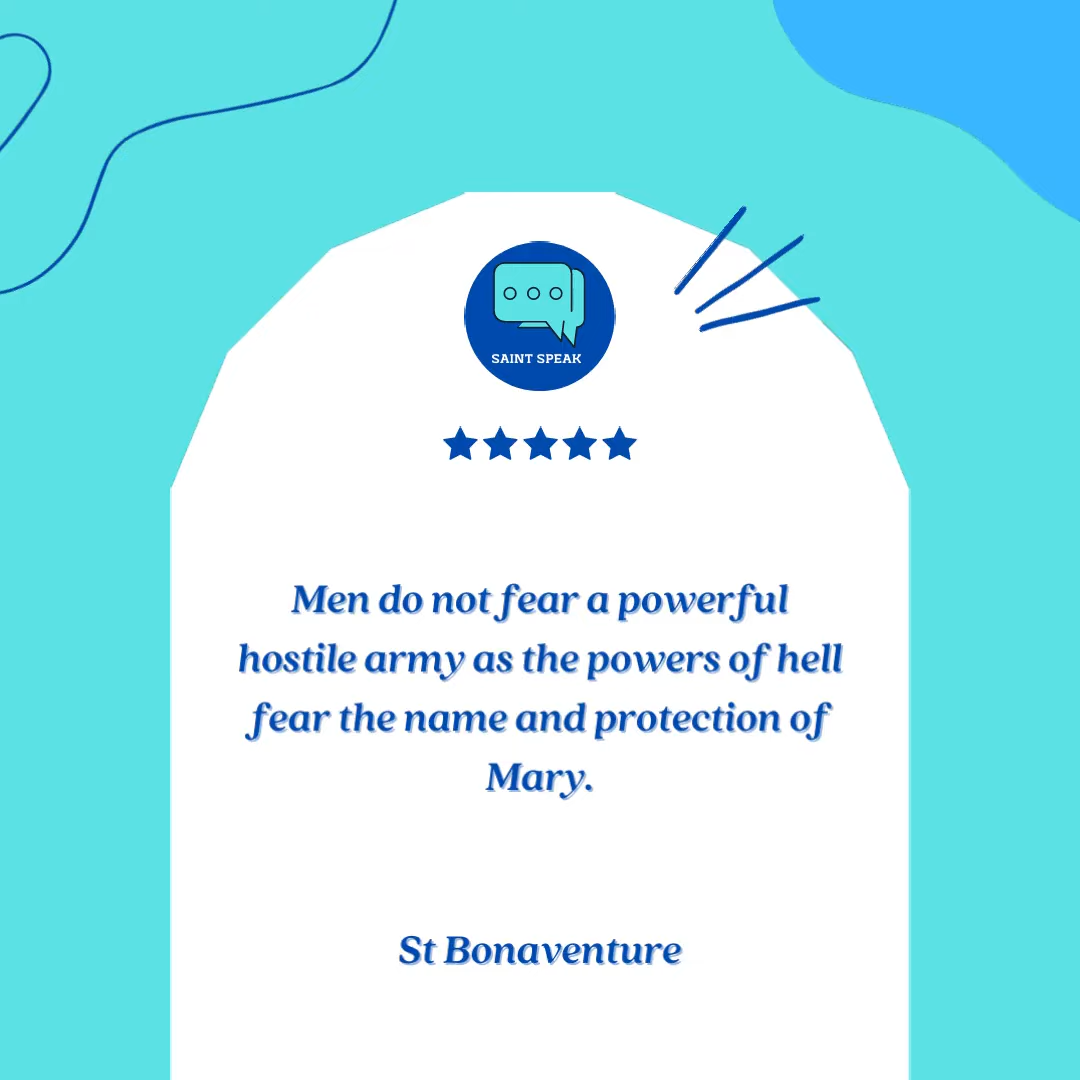 SAINT SPEAK
Men do not fear a powerful
hostile army as the powers of hell
fear the name and protection of
Mary.
St Bonaventure